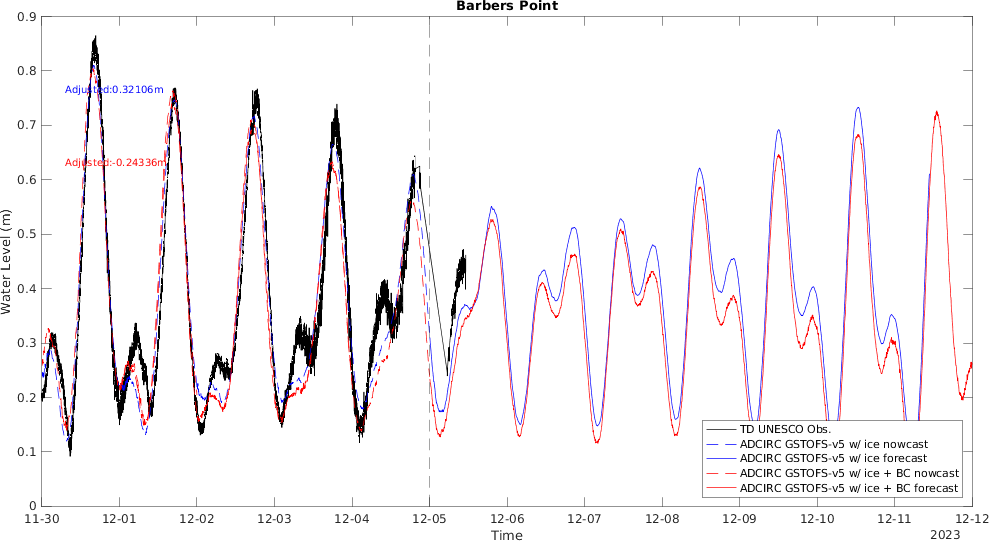 Barbers Point
0.9
0.8
0.7
0.6
0.5
0.4
0.3
0.2
0.1
0
Water Level (m)
Adjusted:0.32106m
Adjusted:-0.24336m
TD UNESCO Obs.
ADCIRC GSTOFS-v5 w/ ice nowcast
ADCIRC GSTOFS-v5 w/ ice forecast
ADCIRC GSTOFS-v5 w/ ice + BC nowcast
ADCIRC GSTOFS-v5 w/ ice + BC forecast
11-30 12-01 12-02 12-03 12-04 12-05 12-06 12-07 12-08 12-09 12-10 12-11 12-12
Time
2023